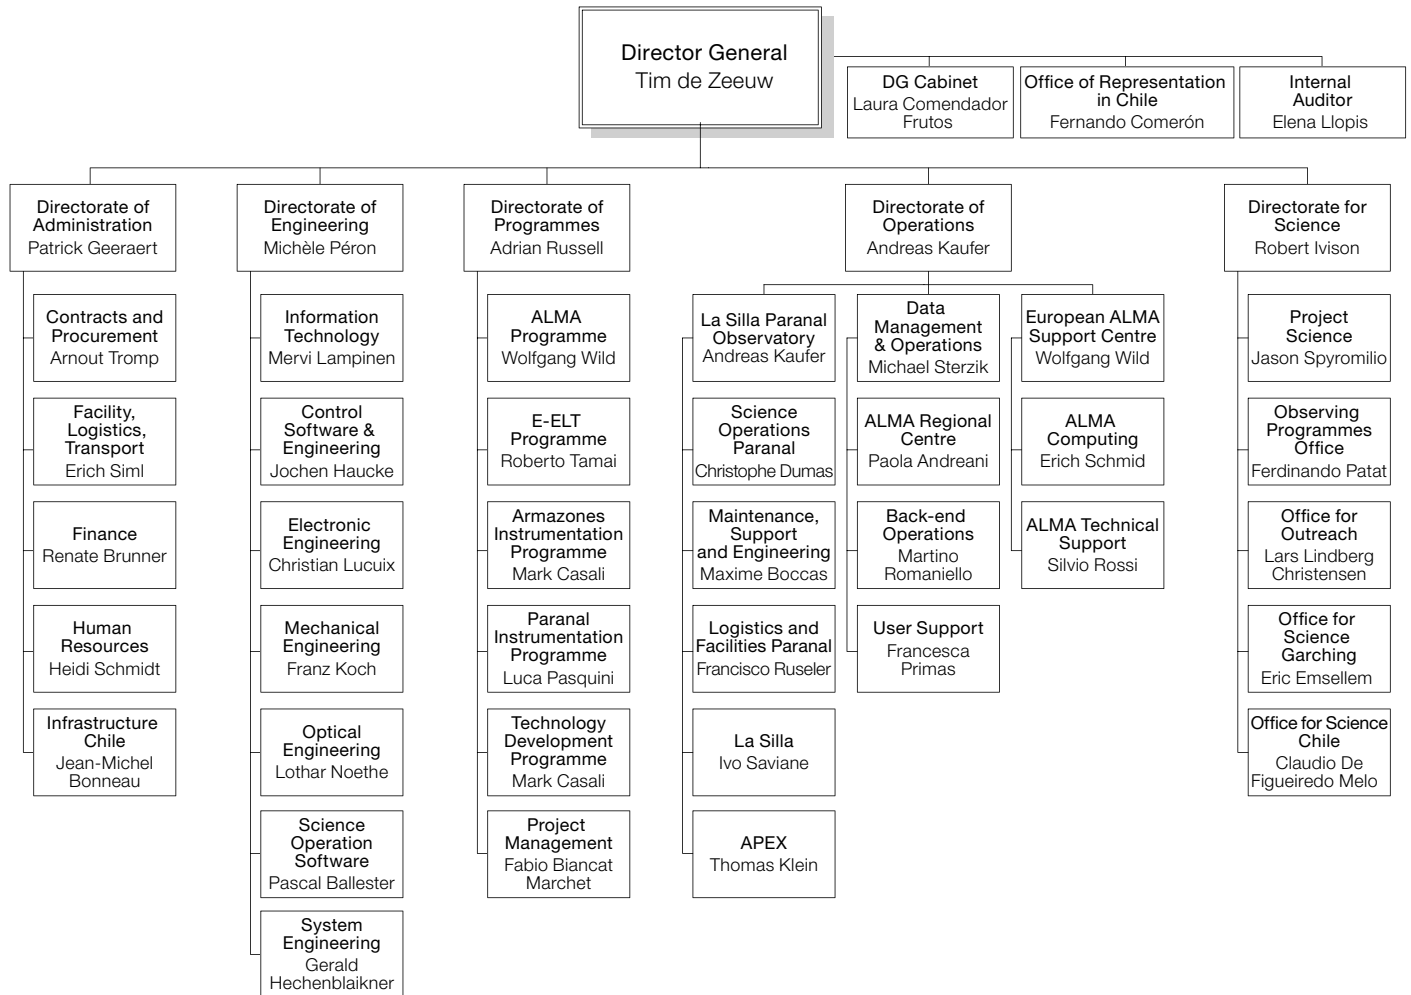 Director General
Tim de Zeeuw
DG Cabinet
Laura Comendador
Frutos
Office of Representation
in Chile
Fernando Comerón
Internal
Auditor
Elena Llopis
Directorate of
Administration
Patrick Geeraert
Contracts and
Procurement
Arnout Tromp
Facility,
Logistics,
Transport
Erich Siml
Finance
Renate Brunner
Human
Resources
Heidi Schmidt
Infrastructure
Chile
Jean-Michel
Bonneau
Directorate of
Engineering
Michèle Péron
Information
Technology
Mervi Lampinen
Control
Software &
Engineering
Jochen Haucke
Electronic
Engineering
Christian Lucuix
Mechanical
Engineering
Franz Koch
Optical
Engineering
Lothar Noethe
Science
Operation
Software
Pascal Ballester
System
Engineering
Gerald
Hechenblaikner
Directorate of
Programmes
Adrian Russell
ALMA
Programme
Wolfgang Wild
E-ELT
Programme
Roberto Tamai
Armazones
Instrumentation
Programme
Mark Casali
Paranal
Instrumentation
Programme
Luca Pasquini
Technology
Development
Programme
Mark Casali
Project
Management
Fabio Biancat
Marchet
Directorate of
Operations
Andreas Kaufer
La Silla Paranal
Observatory
Andreas Kaufer
Science
Operations
Paranal
Christophe Dumas
Maintenance,
Support
and Engineering
Maxime Boccas
Logistics and
Facilities Paranal
Francisco Ruseler
La Silla
Ivo Saviane
APEX
Thomas Klein
Data
Management
& Operations
Michael Sterzik
ALMA Regional
Centre
Paola Andreani
Back-end
Operations
Martino
Romaniello
User Support
Francesca
Primas
European ALMA
Support Centre
Wolfgang Wild
ALMA
Computing
Erich Schmid
ALMA Technical
Support
Silvio Rossi
Directorate for
Science
Robert Ivison
Project
Science
Jason Spyromilio
Observing
Programmes
Office
Ferdinando Patat
Office for
Outreach
Lars Lindberg
Christensen
Office for
Science
Garching
Eric Emsellem
Office for Science
Chile
Claudio De
Figueiredo Melo